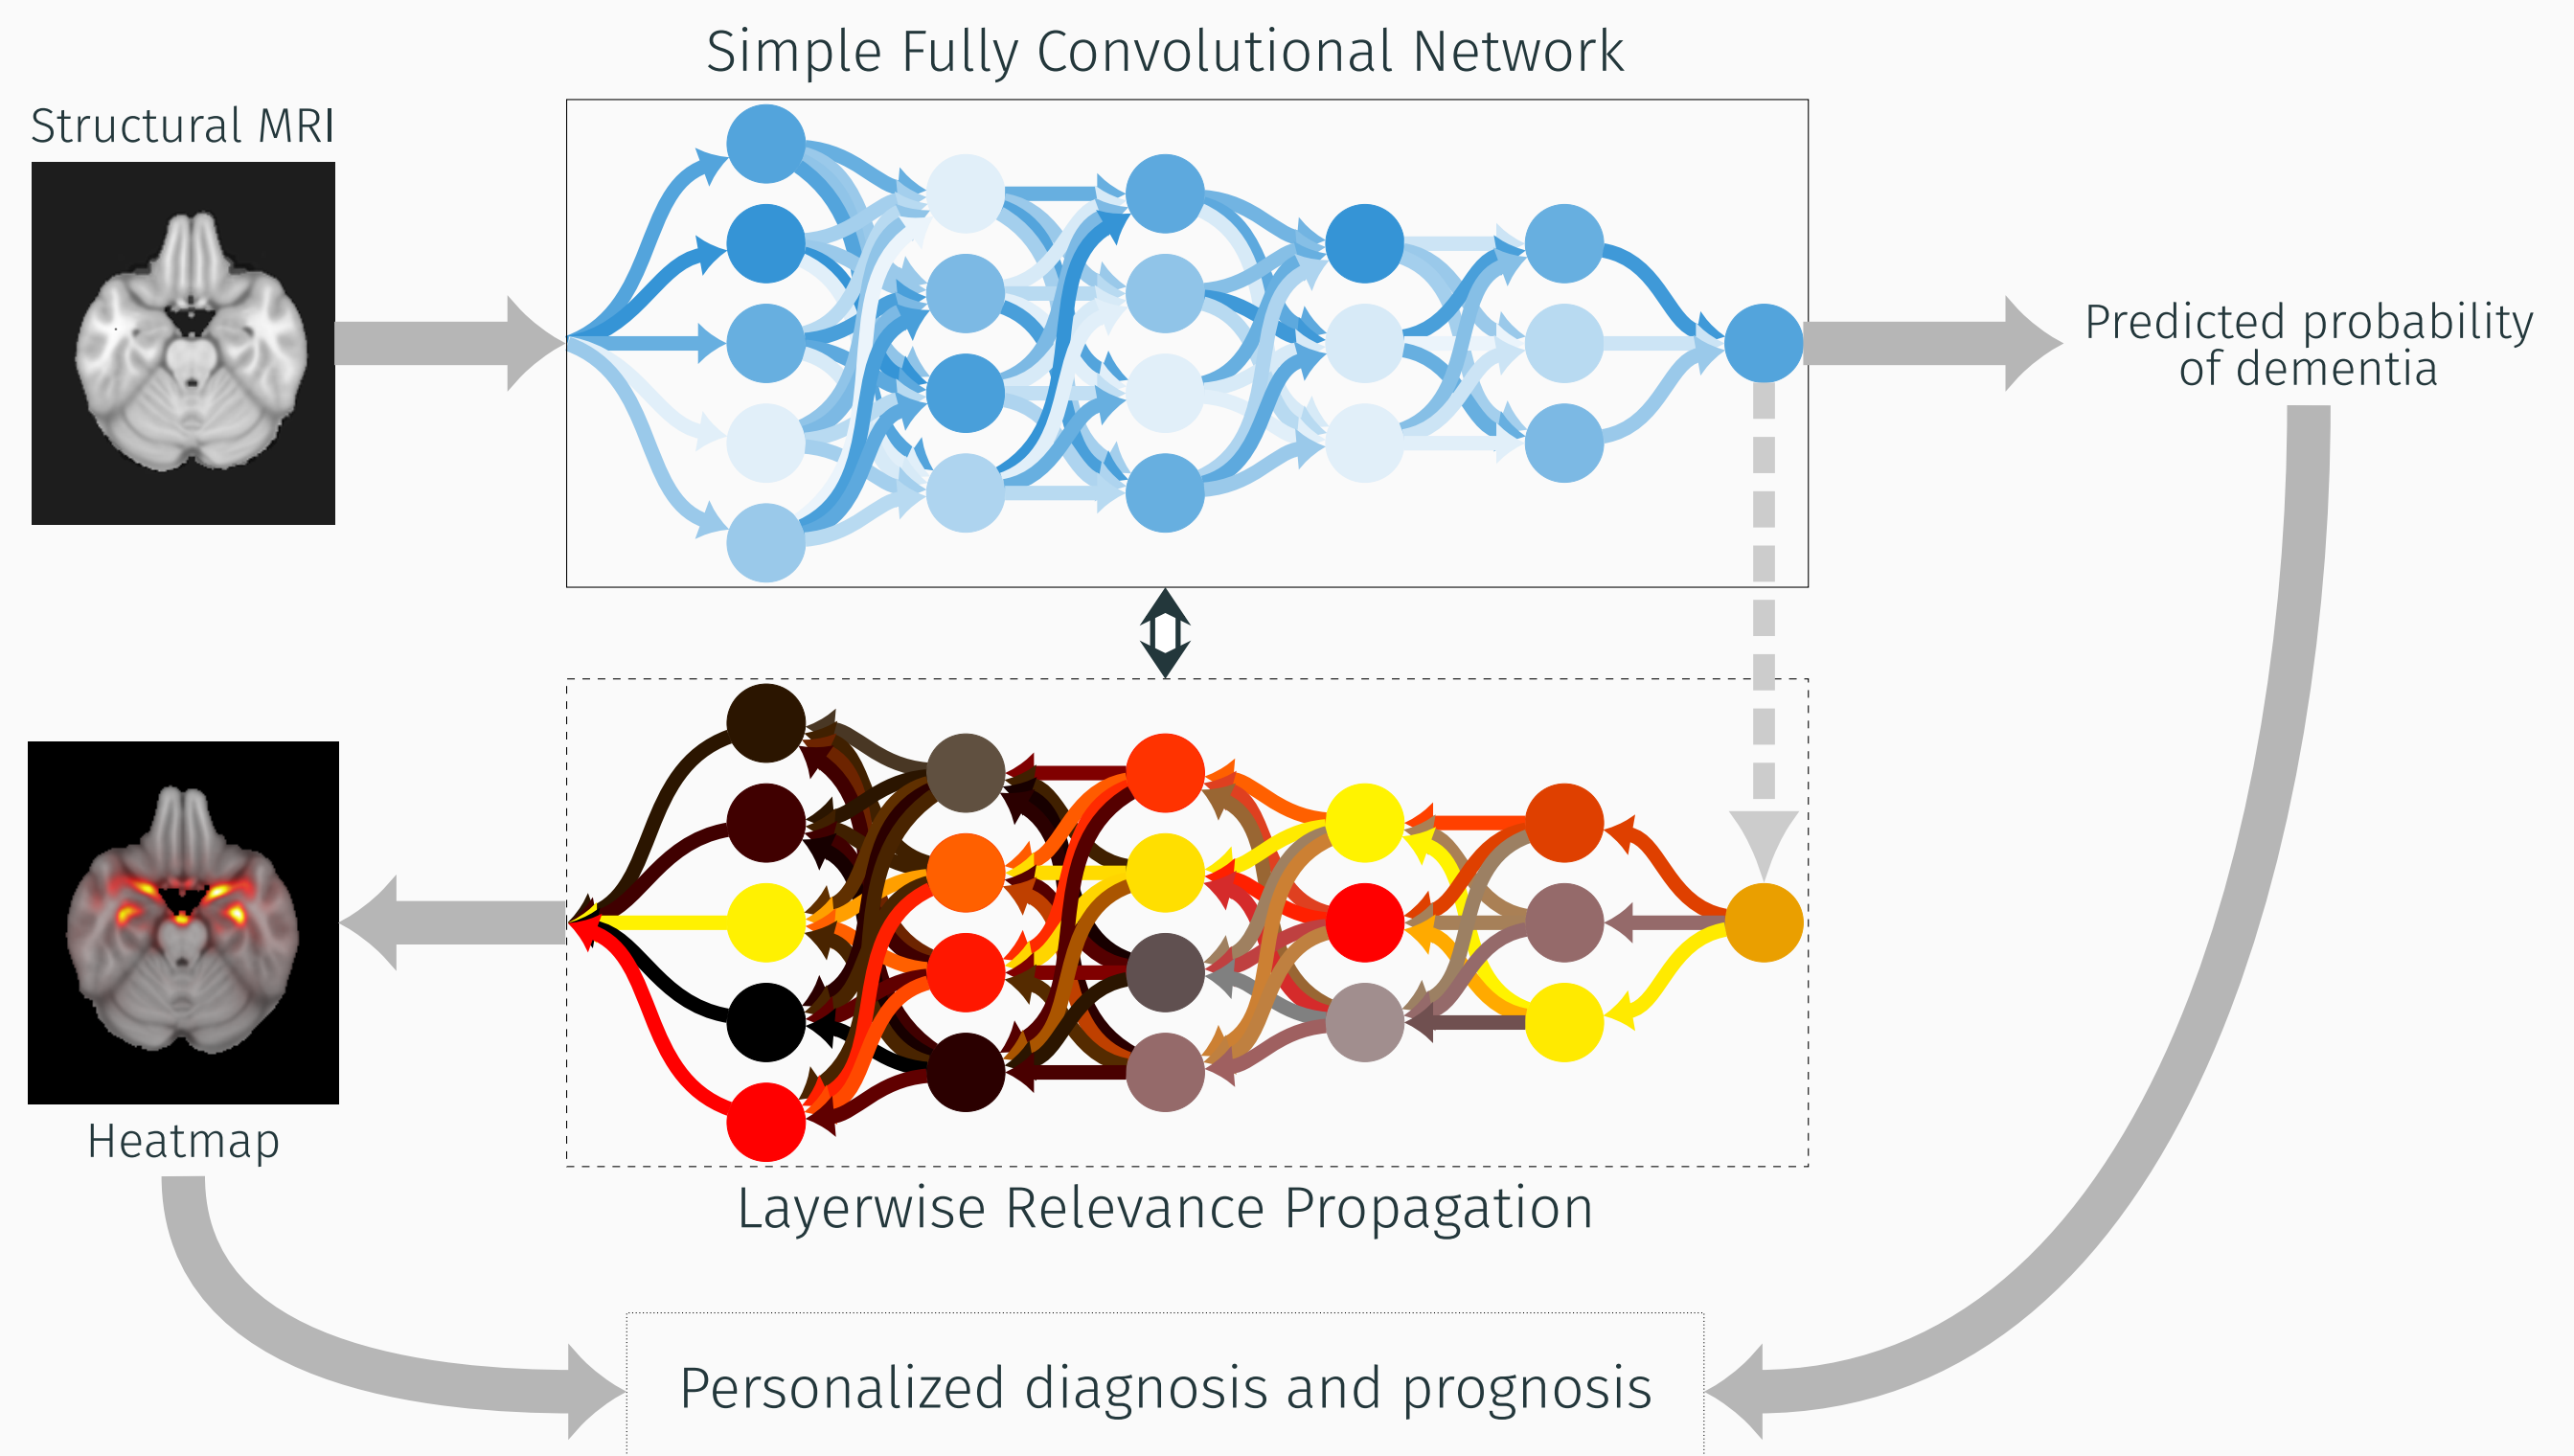 Simple Fully Convolutional Network
Structural MRI
Predicted probability
of dementia
Heatmap
Layerwise Relevance Propagation
Personalized diagnosis and prognosis